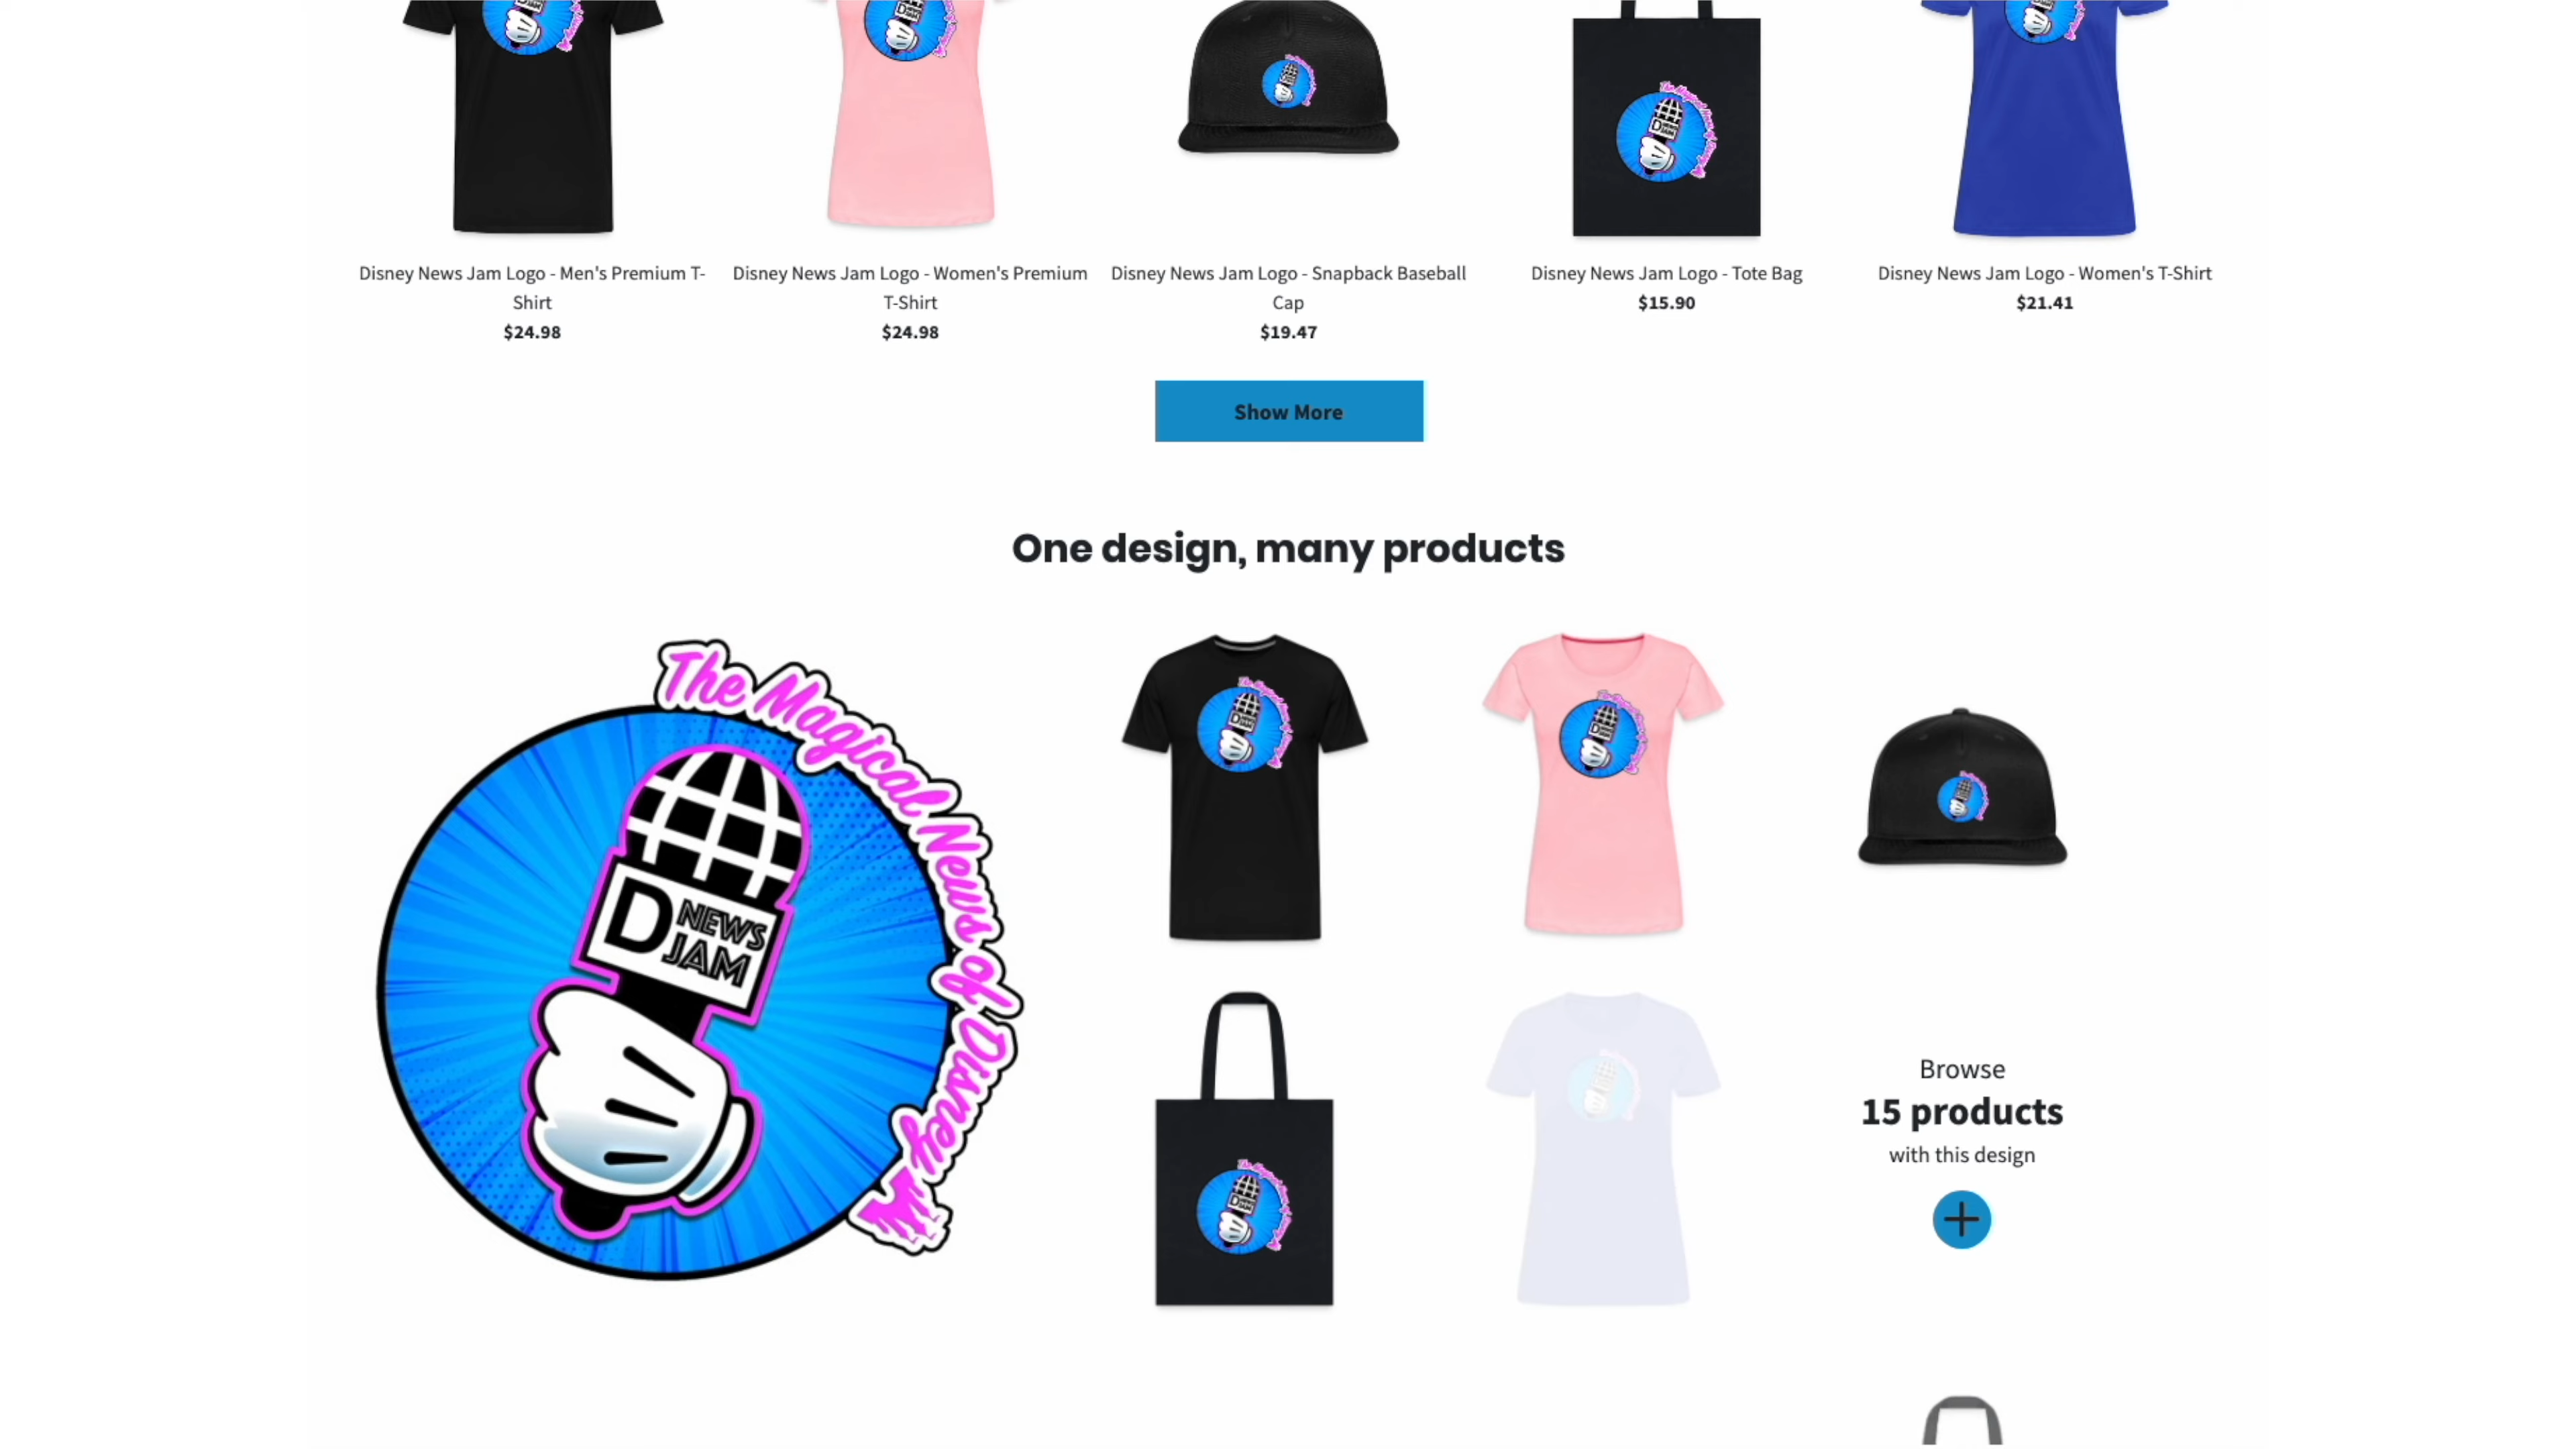 Disney News Jam Logo - Men's Premium T-
Shirt
$24.98
Disney News Jam Logo - Women's Premium
T-Shirt
$24.98
Disney News Jam Logo - Snapback Baseball
Cap
$19.47
Disney News Jam Logo - Tote Bag
$15.90
Disney News Jam Logo - Women's T-Shirt
$21.41
Show More
One design, many products
The Magical News of Disney
D NEWS
JAM
Browse
15 products
with this design